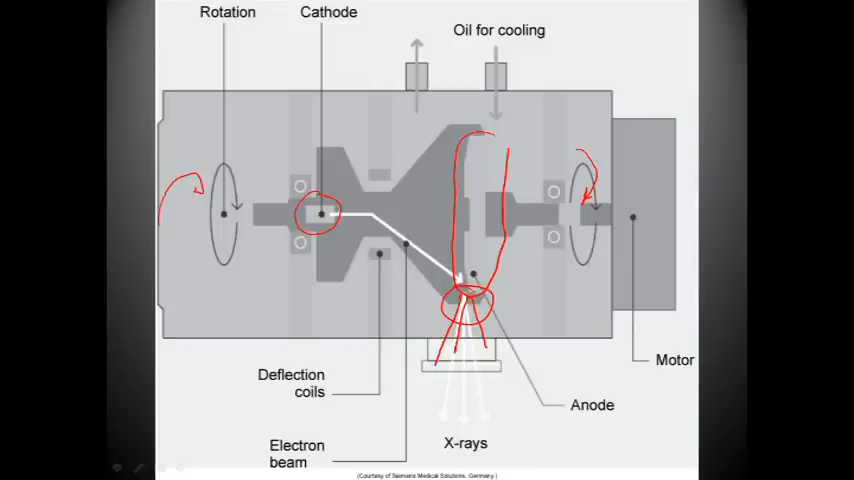 Rotation
Cathode
Oil for cooling
Deflection
coils
Motor
Anode
Electron
beam
X-rays
(Courtesy of Siemens Medical Solutions, Germany.)